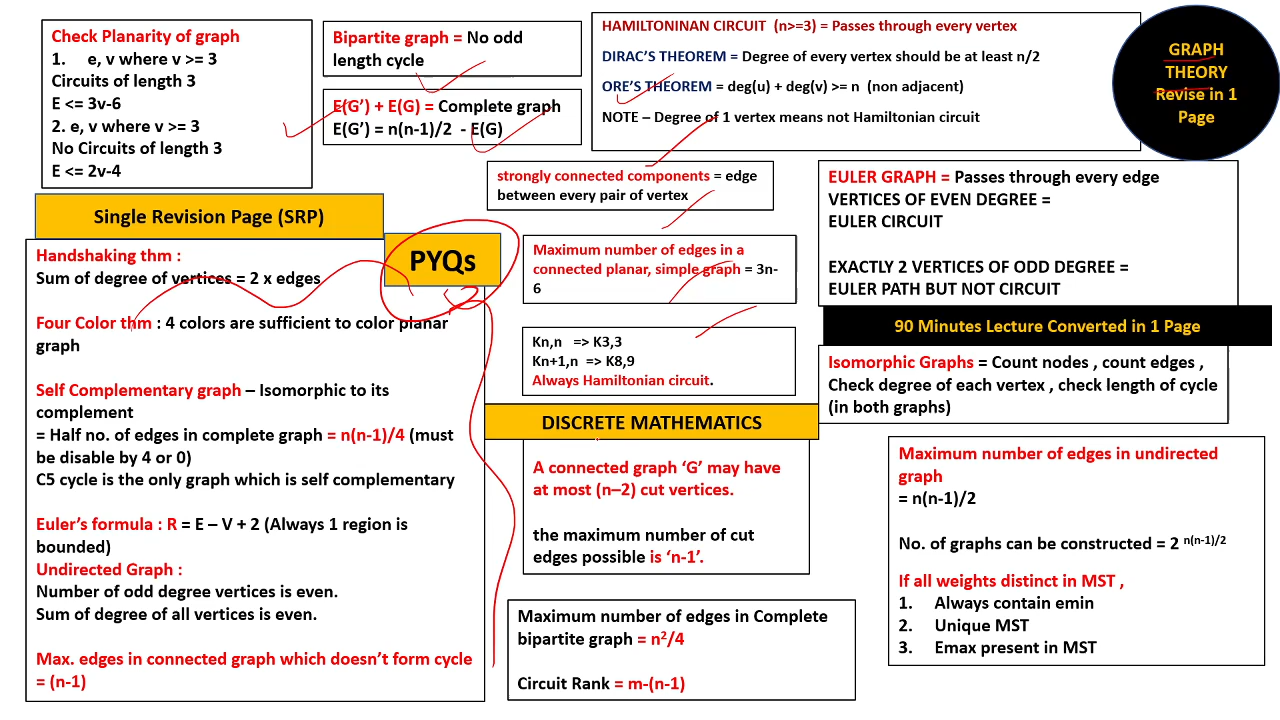 Check Planarity of graph
1. e, v where v >= 3
Circuits of length 3
E <= 3v-6
2. e, v where v >= 3
No Circuits of length 3
E <= 2v-4
Bipartite graph = No odd
length cycle
E(G') + E(G) = Complete graph
E(G') = n(n-1)/2 - E(G)
HAMILTONINAN CIRCUIT (n>=3) = Passes through every vertex
DIRAC'S THEOREM = Degree of every vertex should be at least n/2
ORE'S THEOREM = deg(u) + deg(v) >= n (non adjacent)
NOTE – Degree of 1 vertex means not Hamiltonian circuit
GRAPH
THEORY
Revise in 1
Page
strongly connected components = edge
between every pair of vertex
EULER GRAPH = Passes through every edge
VERTICES OF EVEN DEGREE =
EULER CIRCUIT
EXACTLY 2 VERTICES OF ODD DEGREE =
EULER PATH BUT NOT CIRCUIT
Single Revision Page (SRP)
PYQs
Handshaking thm :
Sum of degree of vertices = 2 x edges
Four Color thm : 4 colors are sufficient to color planar
graph
Self Complementary graph – Isomorphic to its
complement
= Half no. of edges in complete graph = n(n-1)/4 (must
be disable by 4 or 0)
C5 cycle is the only graph which is self complementary
Euler's formula : R = E – V + 2 (Always 1 region is
bounded)
Undirected Graph :
Number of odd degree vertices is even.
Sum of degree of all vertices is even.
Max. edges in connected graph which doesn't form cycle
= (n-1)
Maximum number of edges in a
connected planar, simple graph = 3n-
6
Kn,n => K3,3
Kn+1,n => K8,9
Always Hamiltonian circuit.
90 Minutes Lecture Converted in 1 Page
Isomorphic Graphs = Count nodes , count edges ,
Check degree of each vertex , check length of cycle
(in both graphs)
DISCRETE MATHEMATICS
A connected graph 'G' may have
at most (n–2) cut vertices.
the maximum number of cut
edges possible is 'n-1'.
Maximum number of edges in undirected
graph
= n(n-1)/2
No. of graphs can be constructed = 2 n(n-1)/2
If all weights distinct in MST ,
1. Always contain emin
2. Unique MST
3. Emax present in MST
Maximum number of edges in Complete
bipartite graph = n²/4
Circuit Rank = m-(n-1)